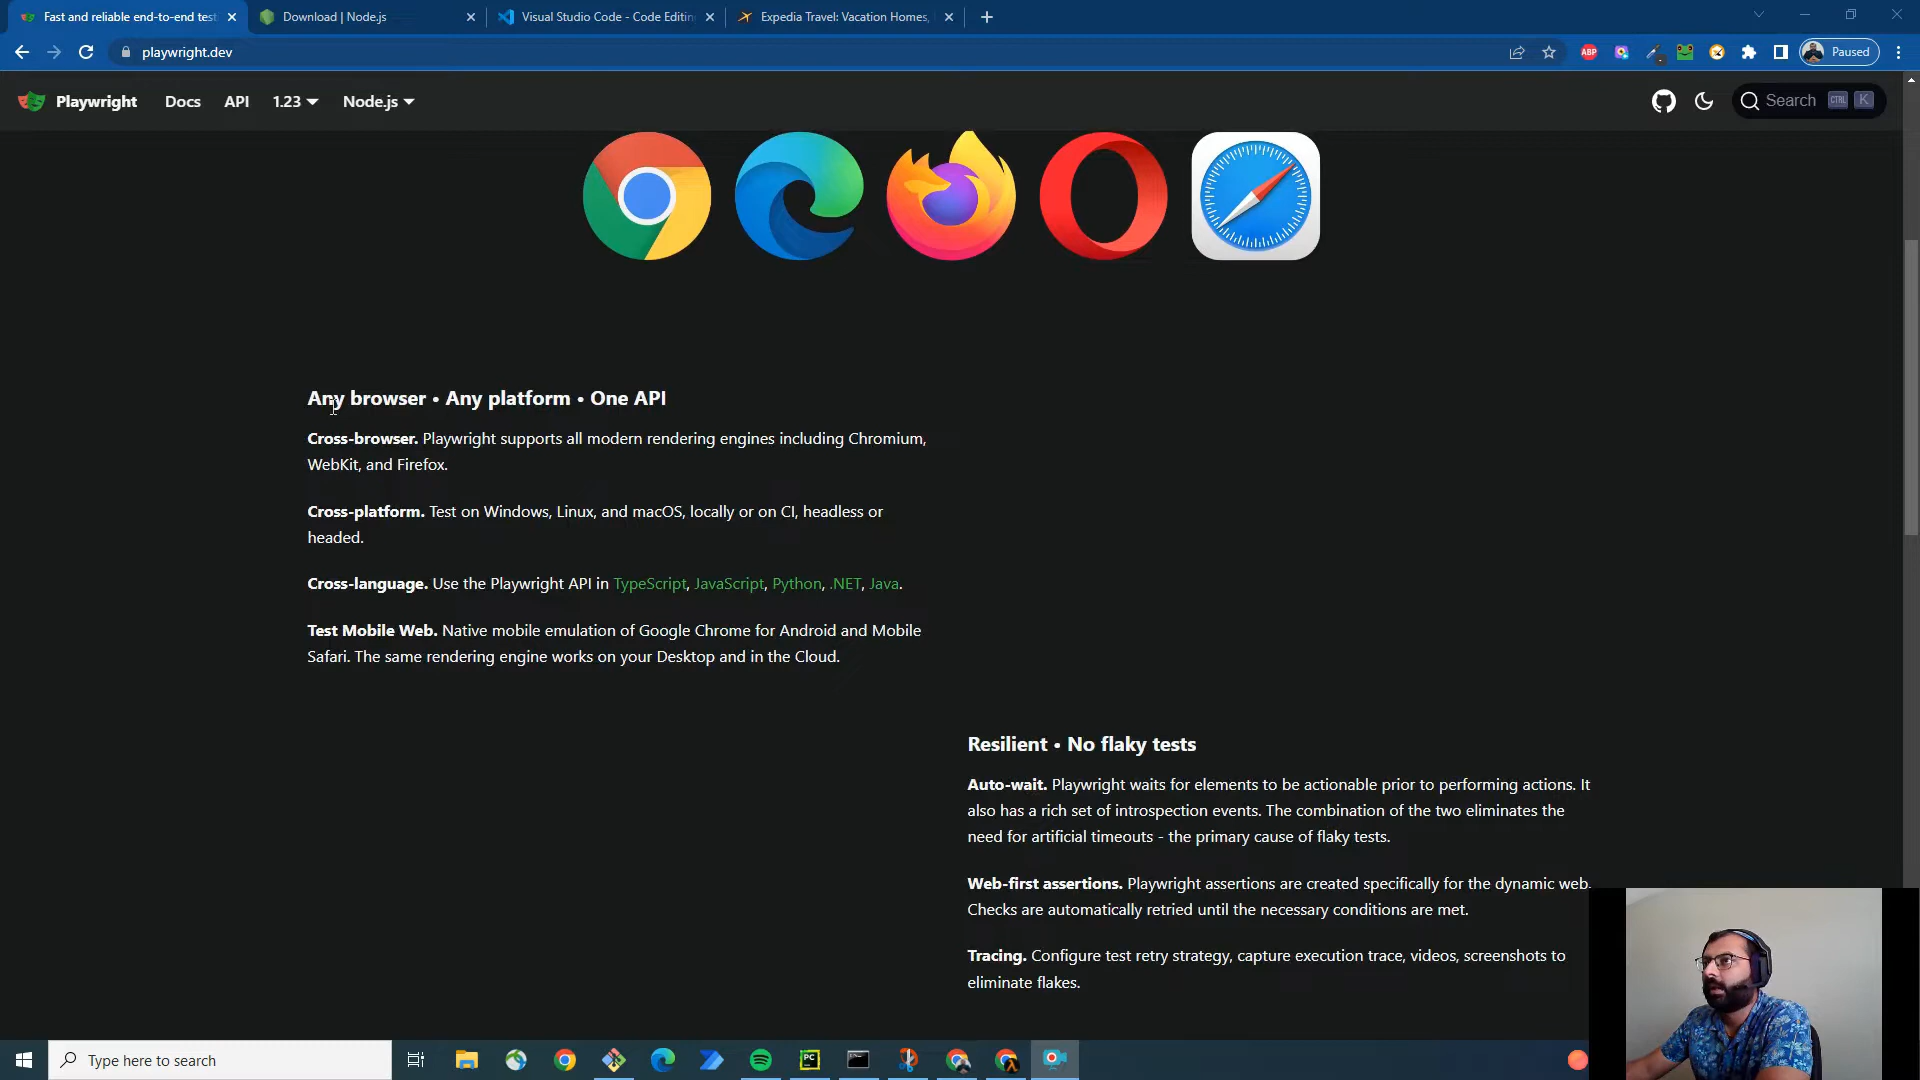 Fast and reliable end-to-end test
Download | Node.js
Visual Studio Code - Code Editin
Expedia Travel: Vacation Homes,
playwright.dev
ABP
Paused
Playwright
Docs
API
1.23
Node.js
Search
CTRL
K
Any browser • Any platform • One API
Cross-browser. Playwright supports all modern rendering engines including Chromium,
WebKit, and Firefox.
Cross-platform. Test on Windows, Linux, and macOS, locally or on CI, headless or
headed.
Cross-language. Use the Playwright API in TypeScript, JavaScript, Python, .NET, Java.
Test Mobile Web. Native mobile emulation of Google Chrome for Android and Mobile
Safari. The same rendering engine works on your Desktop and in the Cloud.
Resilient • No flaky tests
Auto-wait. Playwright waits for elements to be actionable prior to performing actions. It
also has a rich set of introspection events. The combination of the two eliminates the
need for artificial timeouts - the primary cause of flaky tests.
Web-first assertions. Playwright assertions are created specifically for the dynamic web.
Checks are automatically retried until the necessary conditions are met.
Tracing. Configure test retry strategy, capture execution trace, videos, screenshots to
eliminate flakes.
Type here to search
PC